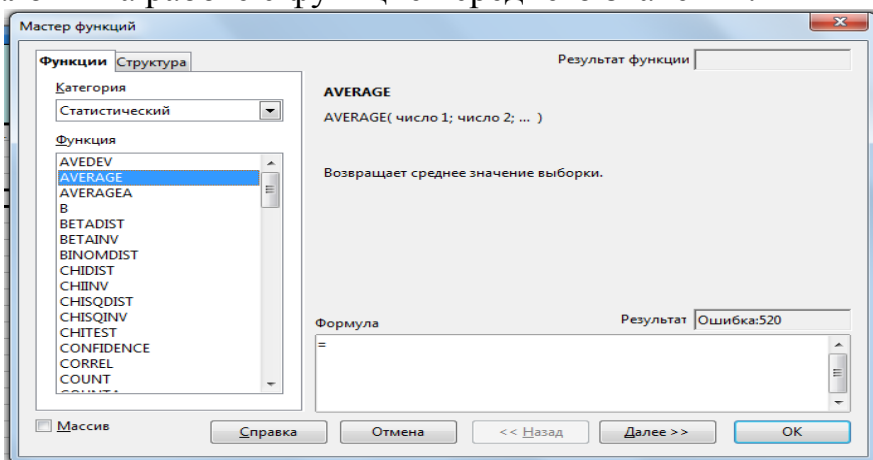 Мастер функций
Функции Структура
Результат функции
Категория
Статистический
Функция
AVEDEV
AVERAGE
AVERAGEA
B
BETADIST
BETAINV
BINOMDIST
CHIDIST
CHIINV
CHISQDIST
CHISQINV
CHITEST
CONFIDENCE
CORREL
COUNT
AVERAGE
AVERAGE( число 1; число 2; ... )
Возвращает среднее значение выборки.
Формула
Результат Ошибка:520
=
Массив
Справка
Отмена
<< Назад
Далее >>
OK